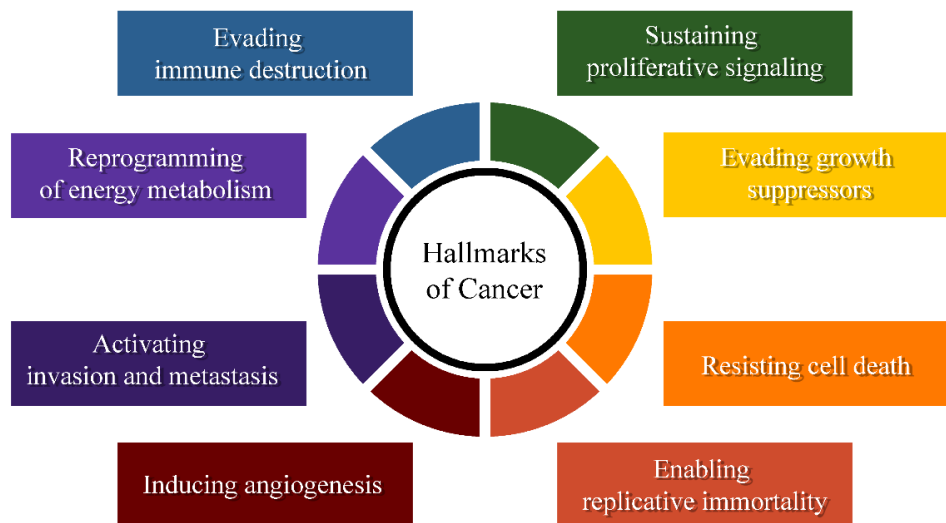 Evading
immune destruction
Sustaining
proliferative signaling
Reprogramming
of energy metabolism
Evading growth
suppressors
Hallmarks
of Cancer
Activating
invasion and metastasis
Resisting cell death
Inducing angiogenesis
Enabling
replicative immortality